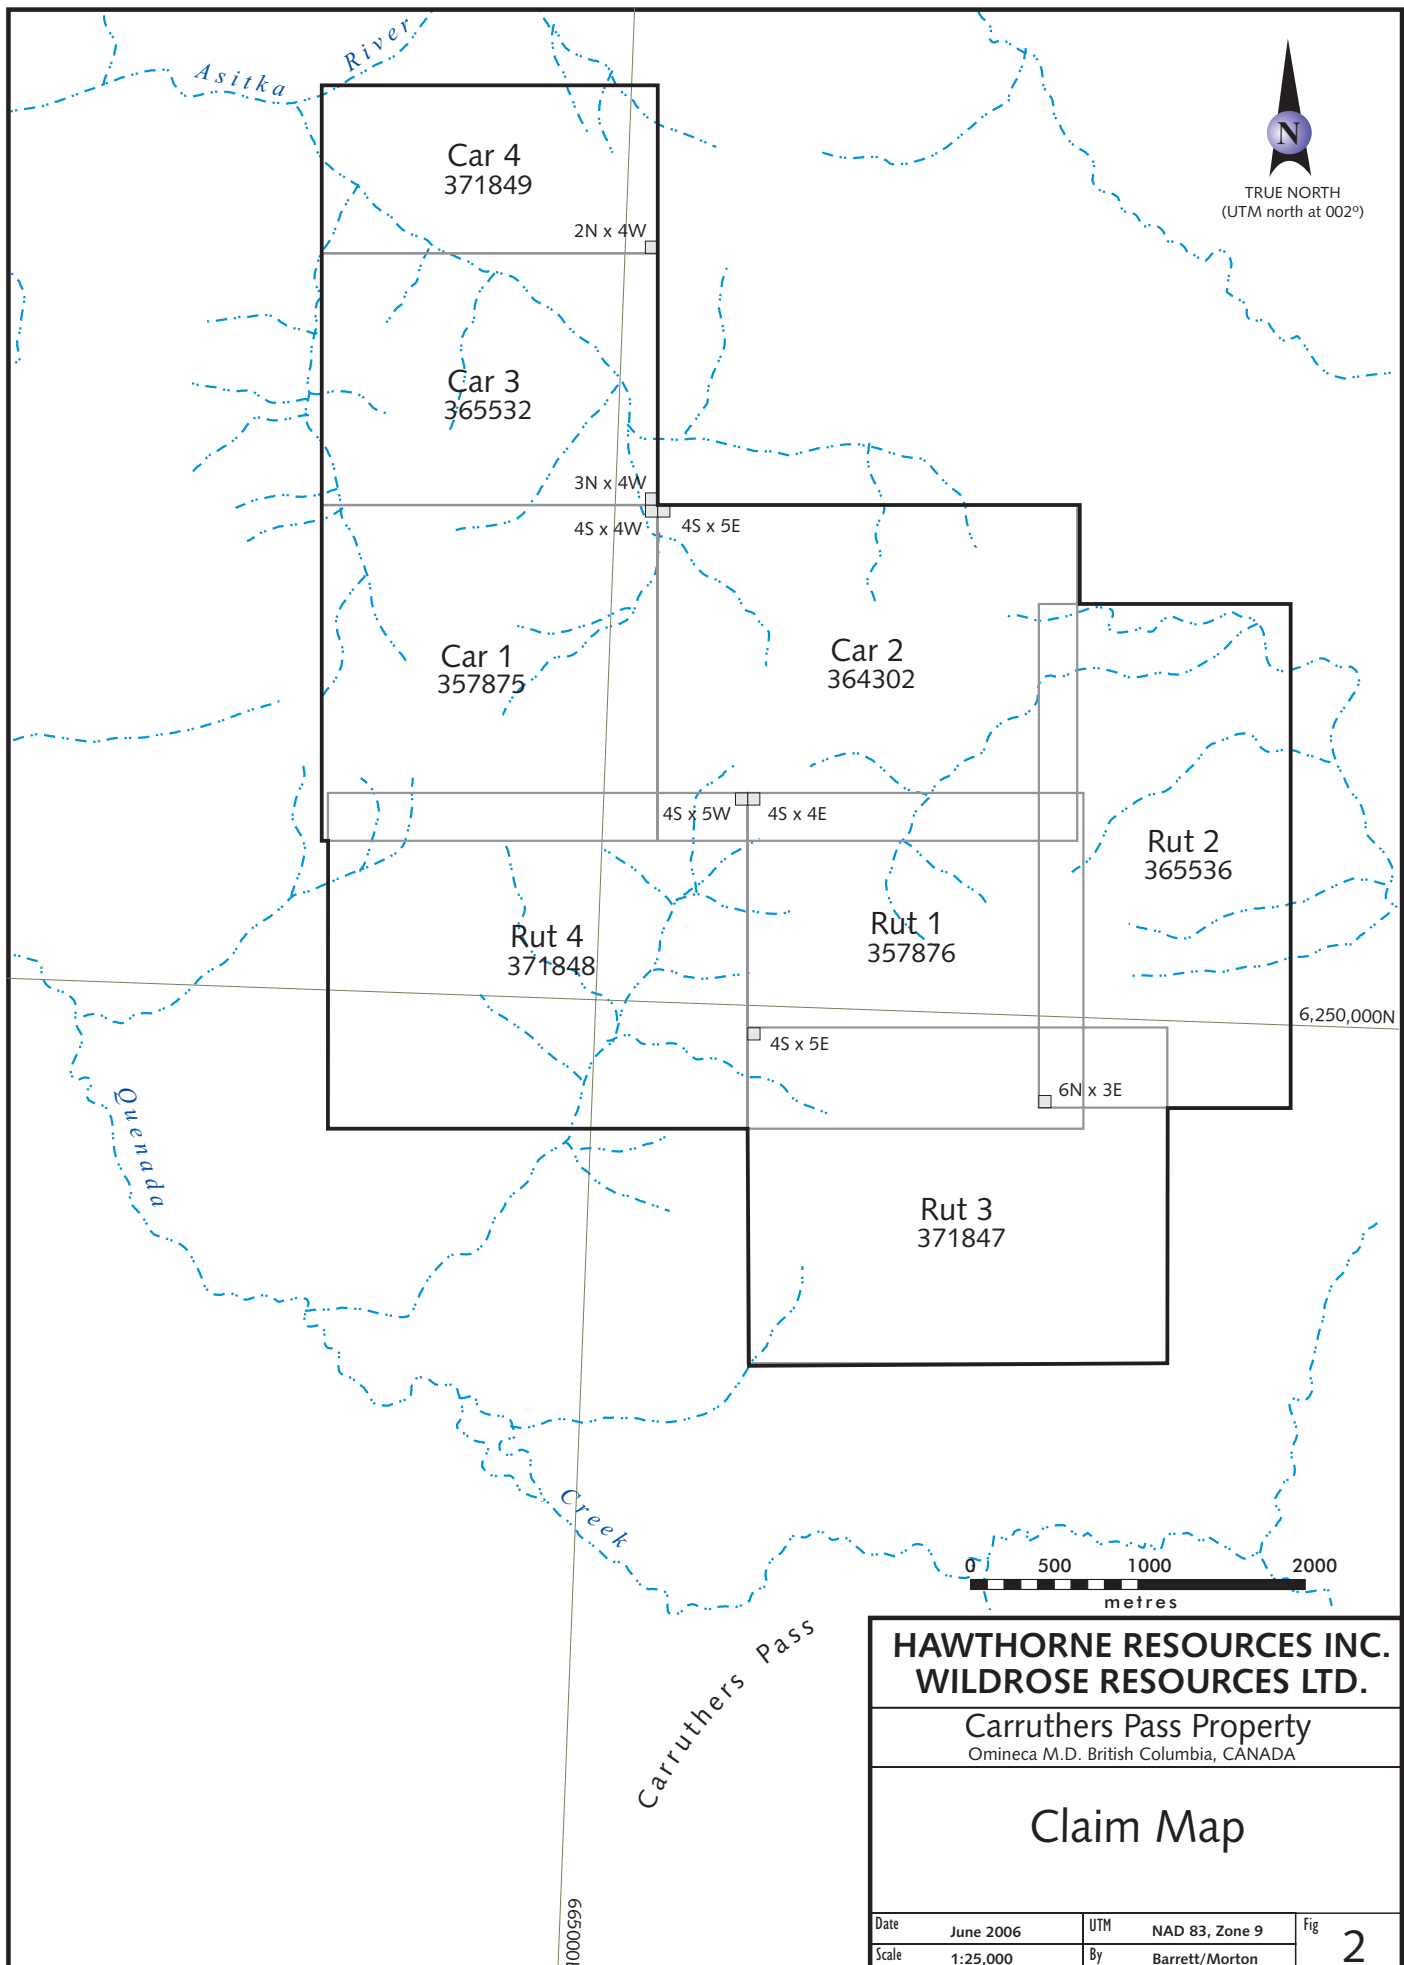 Asitka River
N
TRUE NORTH
(UTM north at 002º)
Car 4
371849
2N x 4W
Car 3
365532
3N x 4W
4S x 4W
4S x 5E
Car 1
357875
Car 2
364302
4S x 5W
4S x 4E
Rut 2
365536
Rut 4
371848
Rut 1
357876
6,250,000N
4S x 5E
6N x 3E
Quenada
Rut 3
371847
Creek
0 500 1000 2000
metres
Carruthers Pass
HAWTHORNE RESOURCES INC.
WILDROSE RESOURCES LTD.
Carruthers Pass Property
Omineca M.D. British Columbia, CANADA
Claim Map
Date June 2006 UTM NAD 83, Zone 9 Fig 2
Scale 1:25,000 By Barrett/Morton